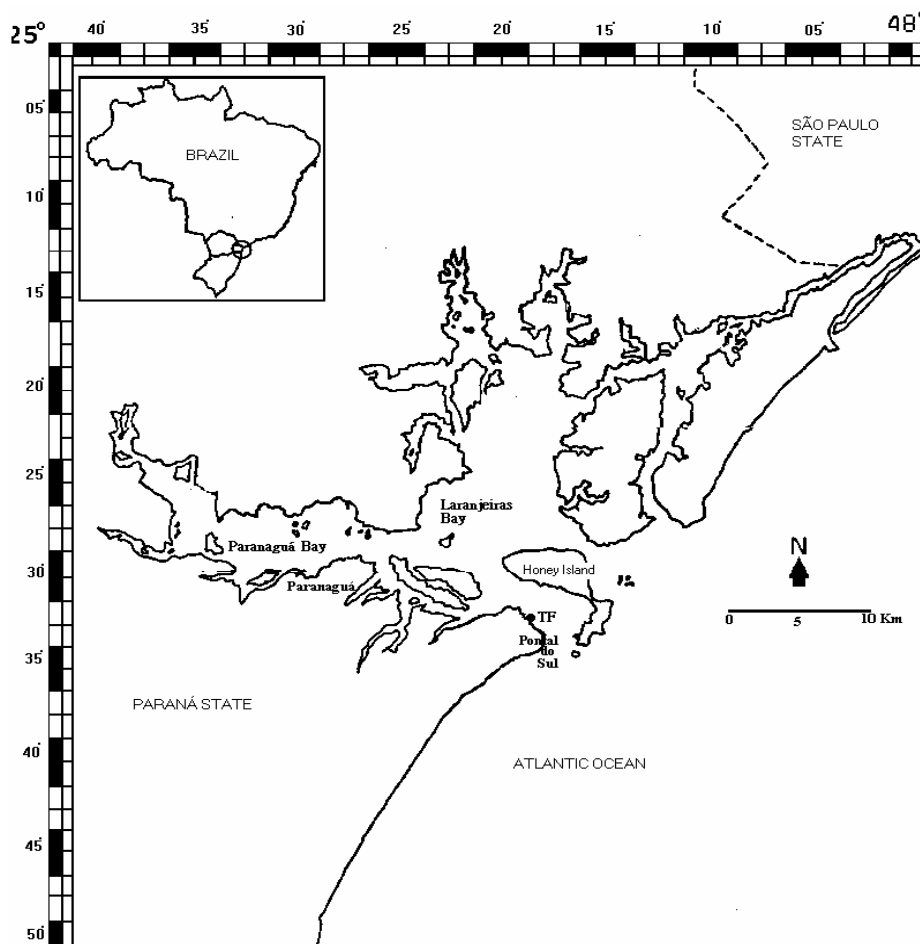 25°
40'
35'
30'
25'
20'
15'
10'
05'
48°
05'
10'
15'
20'
25'
30'
35'
40'
45'
50'
BRAZIL
SÃO PAULO
STATE
Laranjeiras
Bay
Paranaguá Bay
Paranaguá
Honey Island
TF
Pontal
do
Sul
N
0 5 10 Km
PARANÁ STATE
ATLANTIC OCEAN